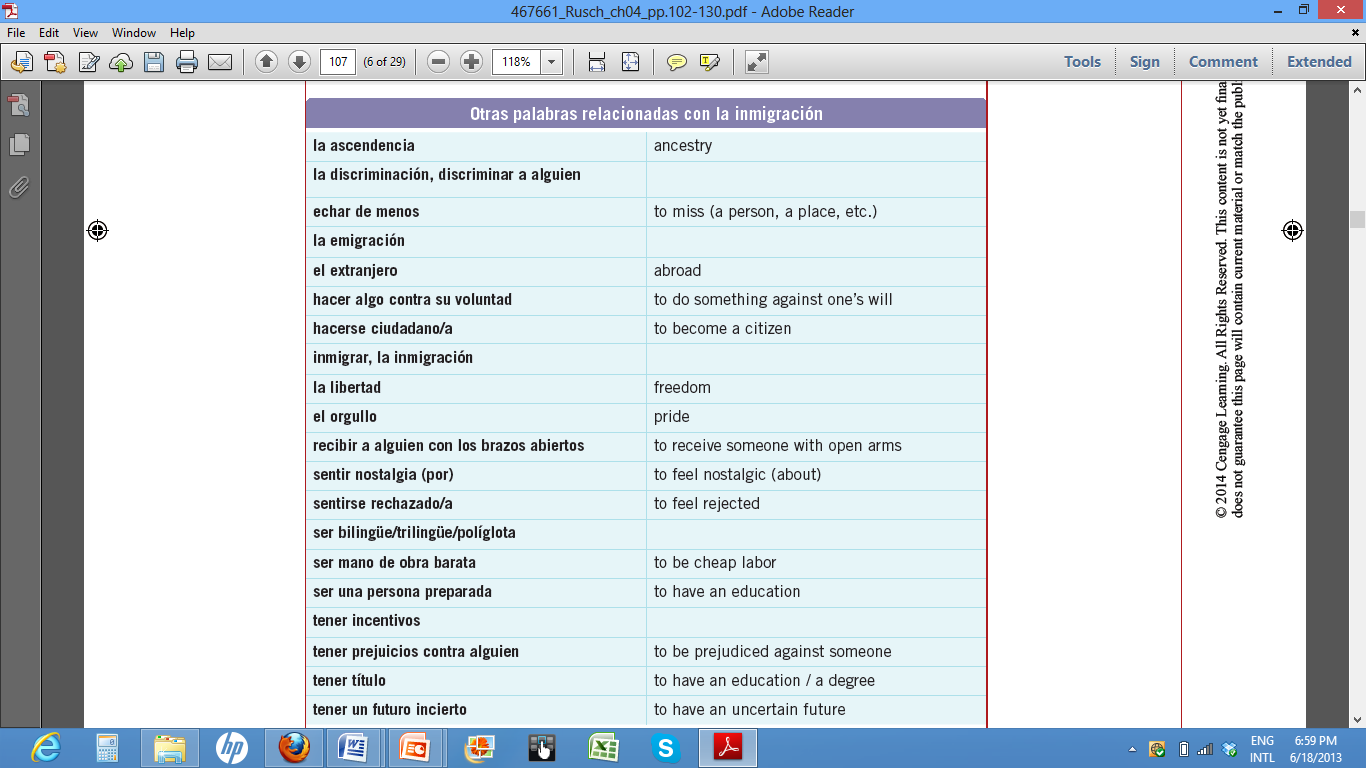 467661_Rusch_ch04_pp.102-130.pdf - Adobe Reader
File Edit View Window Help
107 (6 of 29) 118% Tools Sign Comment Extended
Otras palabras relacionadas con la inmigración
la ascendencia ancestry
la discriminación, discriminar a alguien
echar de menos to miss (a person, a place, etc.)
la emigración
el extranjero abroad
hacer algo contra su voluntad to do something against one's will
hacerse ciudadano/a to become a citizen
inmigrar, la inmigración
la libertad freedom
el orgullo pride
recibir a alguien con los brazos abiertos to receive someone with open arms
sentir nostalgia (por) to feel nostalgic (about)
sentirse rechazado/a to feel rejected
ser bilingüe/trilingüe/políglota
ser mano de obra barata to be cheap labor
ser una persona preparada to have an education
tener incentivos
tener prejuicios contra alguien to be prejudiced against someone
tener título to have an education / a degree
tener un futuro incierto to have an uncertain future
© 2014 Cengage Learning. All Rights Reserved. This content is not yet fina
does not guarantee this page will contain current material or match the publ
hp
ENG 6:59 PM
INTL 6/18/2013